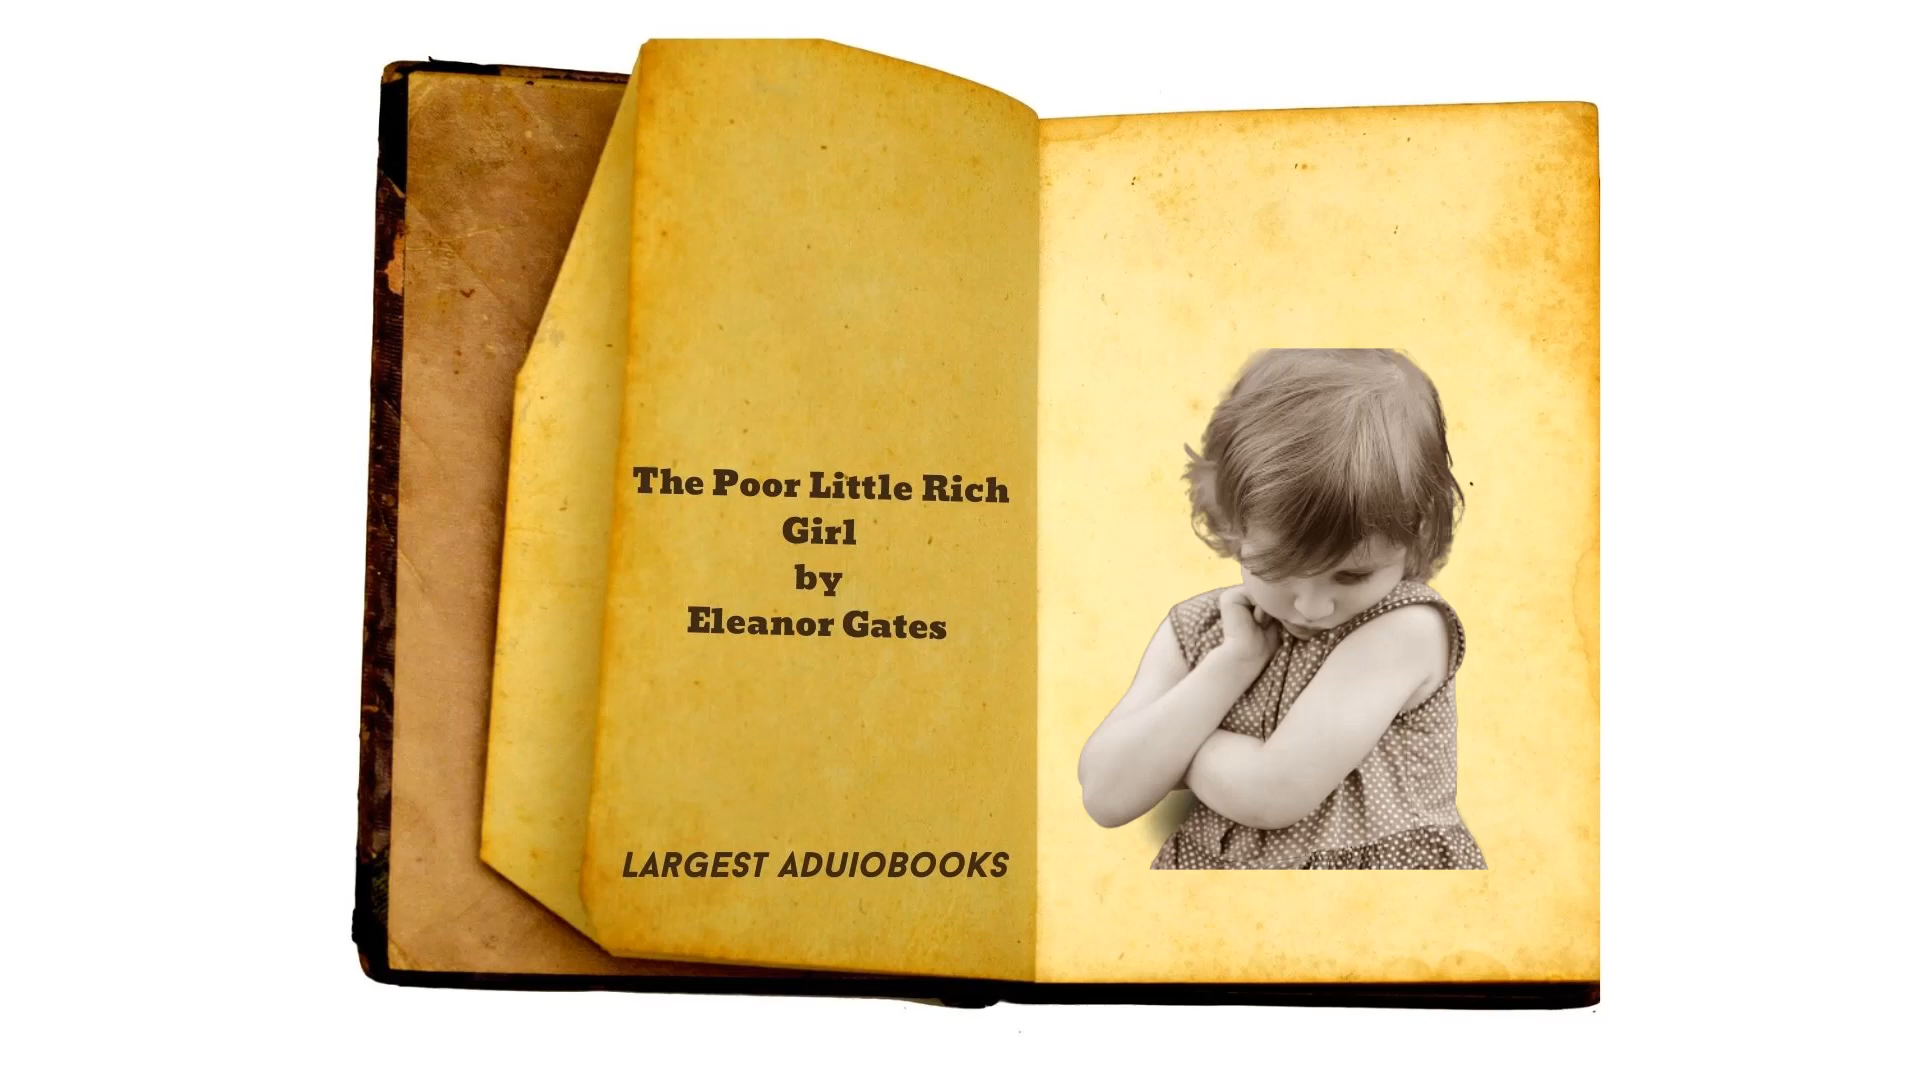 The Poor Little Rich
Girl
by
Eleanor Gates
LARGEST ADUIOBOOKS